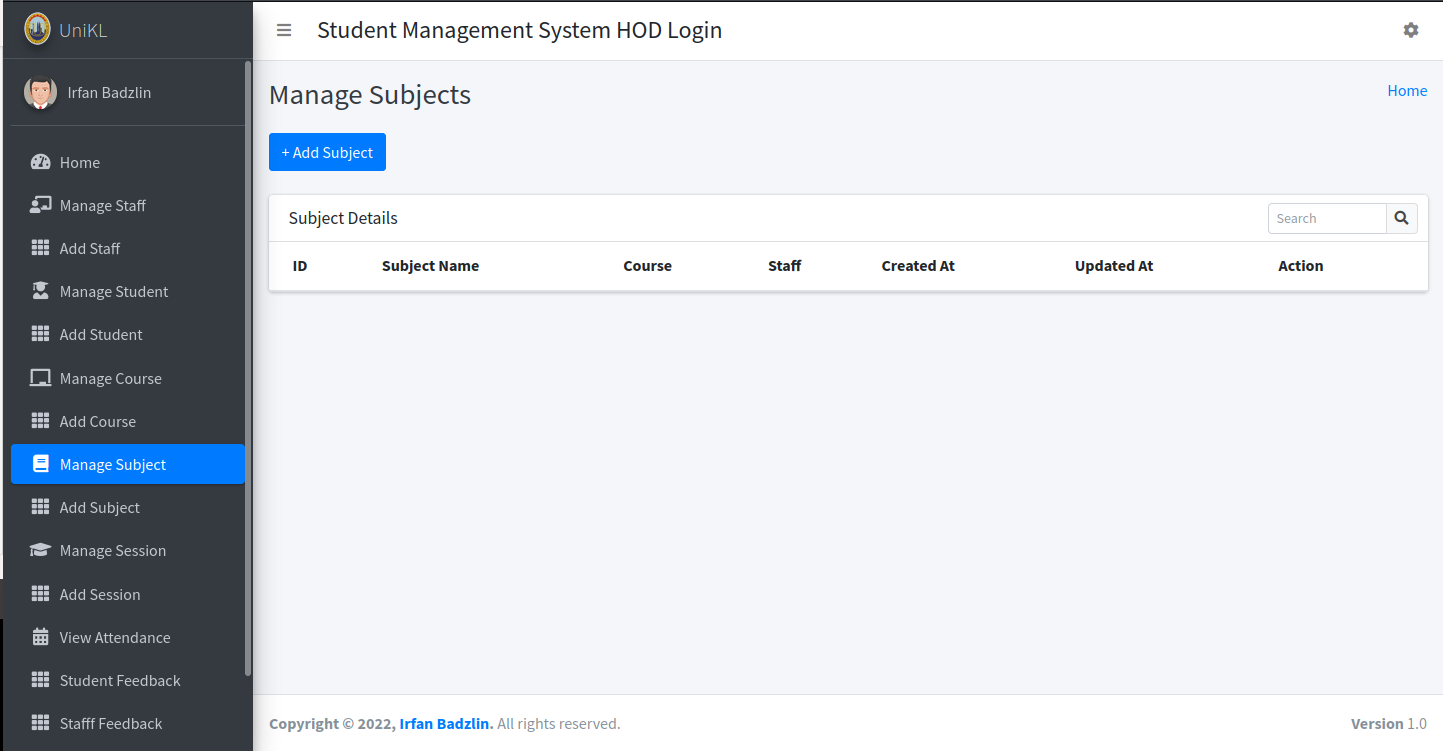 UniKL
Irfan Badzlin
Home
Manage Staff
Add Staff
Manage Student
Add Student
Manage Course
Add Course
Manage Subject
Add Subject
Manage Session
Add Session
View Attendance
Student Feedback
Stafff Feedback
Student Management System HOD Login
Manage Subjects
Home
+ Add Subject
Subject Details
Search
ID Subject Name Course Staff Created At Updated At Action
Copyright © 2022, Irfan Badzlin. All rights reserved.
Version 1.0